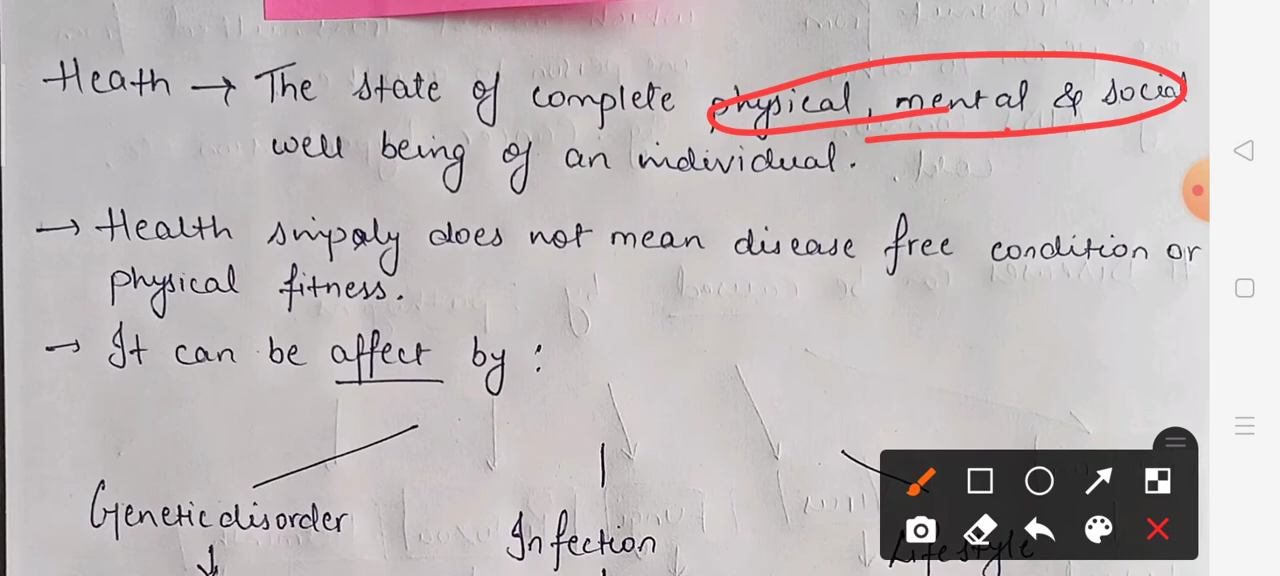 Heath → The state of complete physical, mental & social
well being of an individual.
→ Health smpaly does not mean disease free condition or
physical fitness.
→ It can be affect by :
Genetic disorder Infection Lifestyle